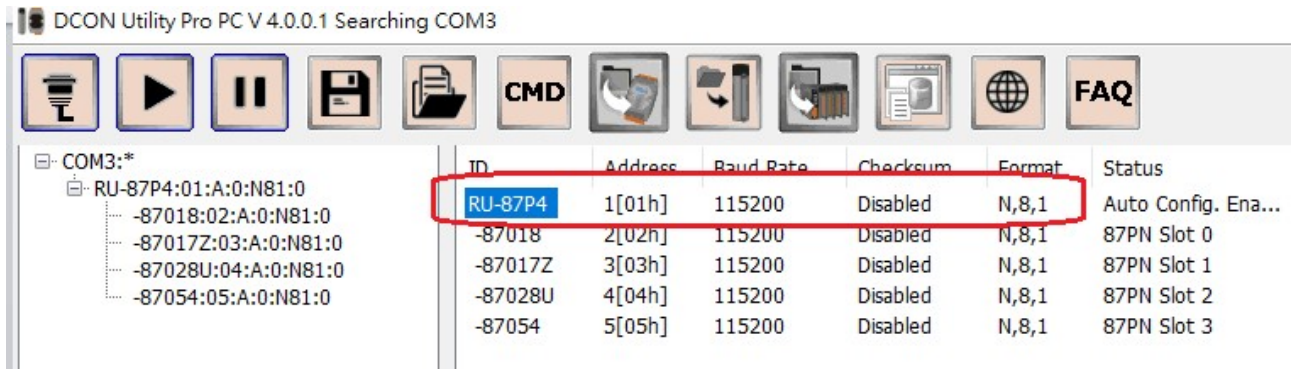 DCON Utility Pro PC V 4.0.0.1 Searching COM3
CMD
FAQ
COM3:*
RU-87P4:01:A:0:N81:0
-87018:02:A:0:N81:0
-87017Z:03:A:0:N81:0
-87028U:04:A:0:N81:0
-87054:05:A:0:N81:0
ID Address Baud Rate Checksum Format Status
RU-87P4 1[01h] 115200 Disabled N,8,1 Auto Config. Ena...
-87018 2[02h] 115200 Disabled N,8,1 87PN Slot 0
-87017Z 3[03h] 115200 Disabled N,8,1 87PN Slot 1
-87028U 4[04h] 115200 Disabled N,8,1 87PN Slot 2
-87054 5[05h] 115200 Disabled N,8,1 87PN Slot 3